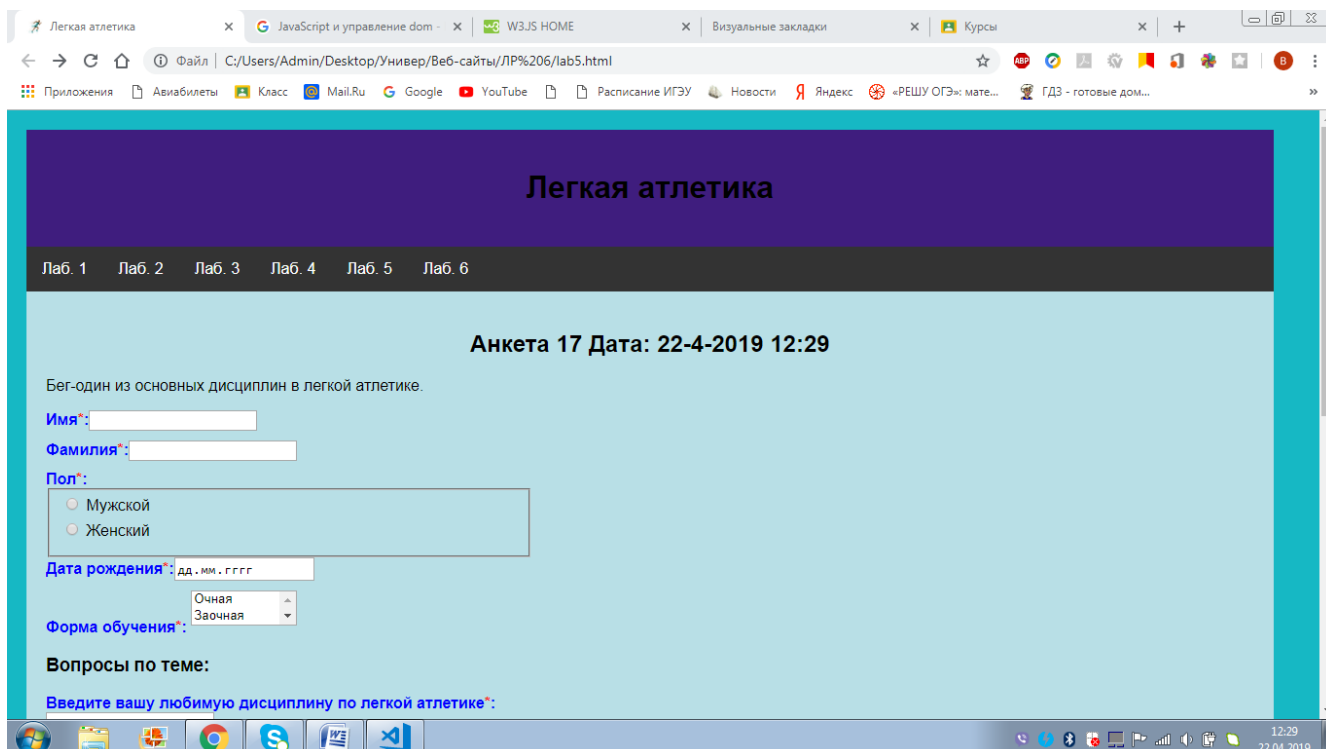 Легкая атлетика JavaScript и управление dom - W3.JS HOME Визуальные закладки Курсы
Файл C:/Users/Admin/Desktop/Универ/Веб-сайты//ЛР%206/lab5.html ABP B
Приложения Авиабилеты Класс Mail.Ru Google YouTube Расписание ИГЭУ Новости Яндекс «РЕШУ ОГЭ»: мате... ГДЗ - готовые дом... »
Легкая атлетика
Лаб. 1 Лаб. 2 Лаб. 3 Лаб. 4 Лаб. 5 Лаб. 6
Анкета 17 Дата: 22-4-2019 12:29
Бег-один из основных дисциплин в легкой атлетике.
Имя*:
Фамилия*:
Пол*:
Мужской
Женский
Дата рождения*: дд.мм.гггг
Очная
Заочная
Форма обучения*:
Вопросы по теме:
Введите вашу любимую дисциплину по легкой атлетике*:
12:29
22.04.2019